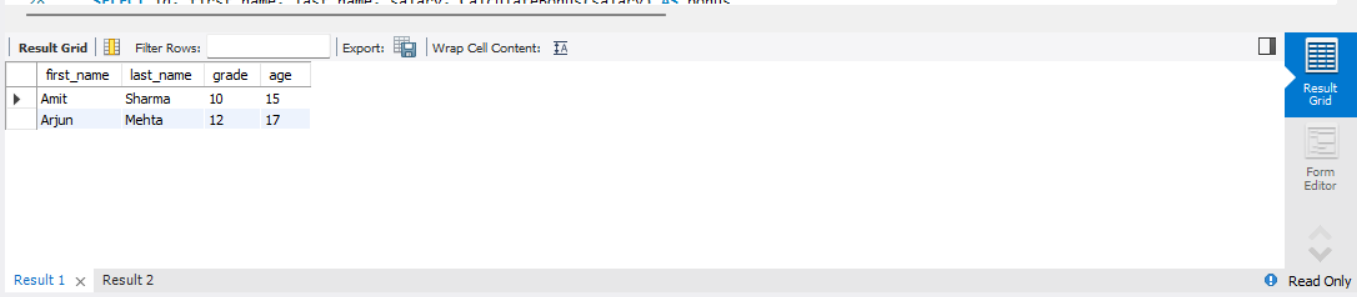 28 SELECT id, first_name, last_name, salary, CalculateBonus(salary) AS bonus
Result Grid Filter Rows: Export: Wrap Cell Content: IA
first_name last_name grade age
Amit Sharma 10 15
Arjun Mehta 12 17
Result Grid
Form Editor
Result 1 × Result 2
Read Only